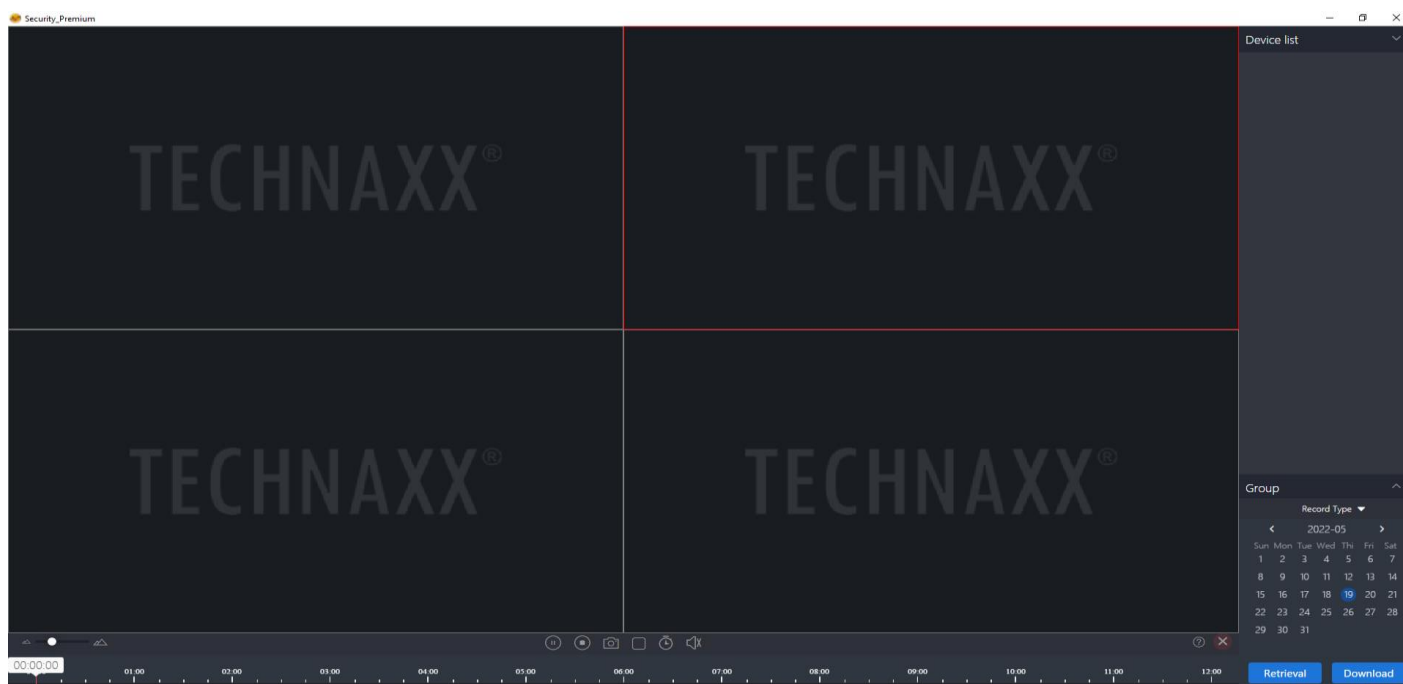 Security_Premium
Device list
TECHNAXX®
TECHNAXX®
TECHNAXX®
TECHNAXX®
Group
Record Type
2022-05
Sun Mon Tue Wed Thi Fri Sat
1 2 3 4 5 6 7
8 9 10 11 12 13 14
15 16 17 18 19 20 21
22 23 24 25 26 27 28
29 30 31
00:00:00 01:00 02:00 03:00 04:00 05:00 06:00 07:00 08:00 09:00 10:00 11:00 12:00
Retrieval Download